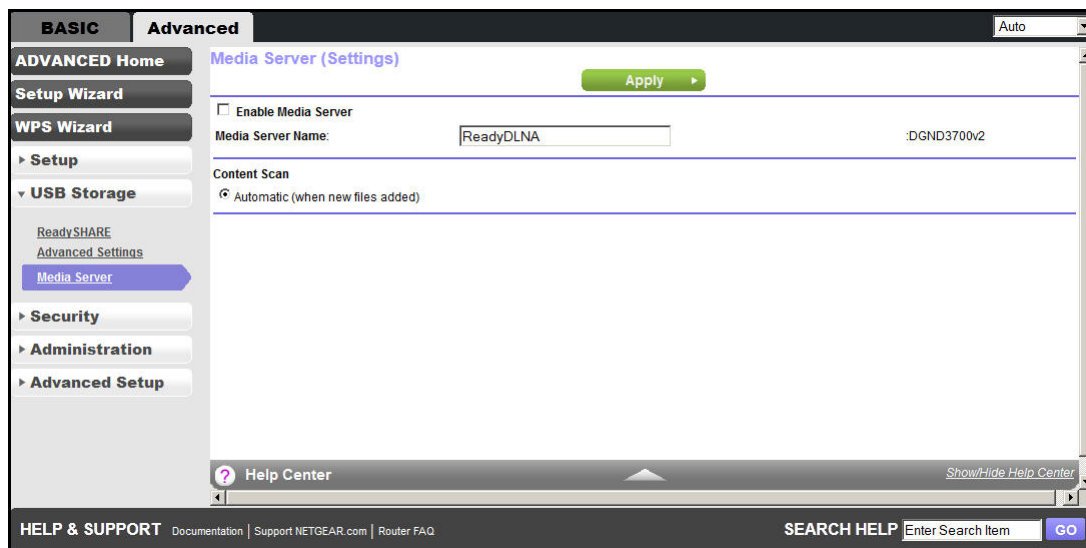 BASIC Advanced Auto
ADVANCED Home
Setup Wizard
WPS Wizard
Setup
USB Storage
ReadySHARE
Advanced Settings
Media Server
Security
Administration
Advanced Setup
Media Server (Settings)
Apply
Enable Media Server
Media Server Name: ReadyDLNA :DGND3700v2
Content Scan
Automatic (when new files added)
? Help Center Show/Hide Help Center
HELP & SUPPORT Documentation | Support NETGEAR.com | Router FAQ SEARCH HELP Enter Search Item GO